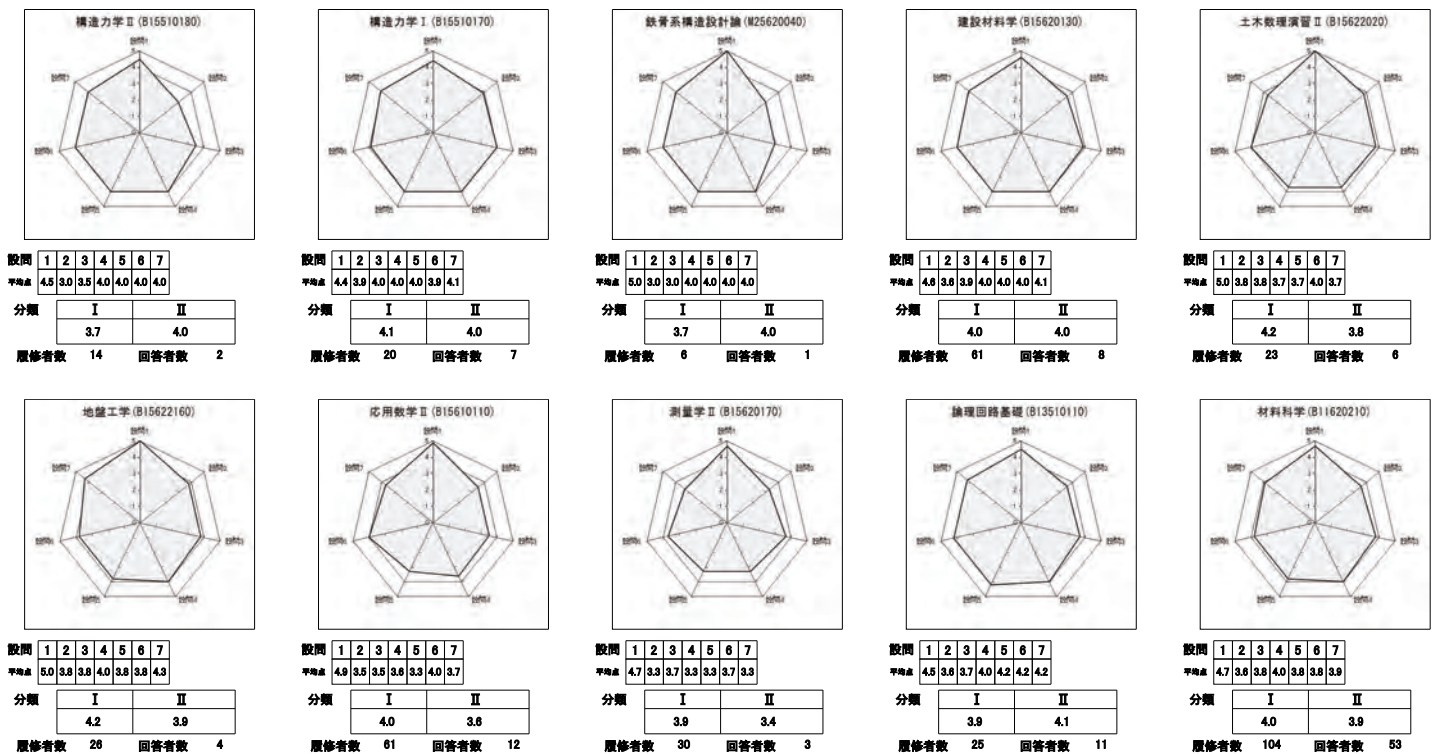 構造力学Ⅱ(B15510180)
設問1
設問2
設問3
設問4
設問5
設問6
設問7
5
4
3
2
1
設問 1 2 3 4 5 6 7
平均点 4.5 3.0 3.5 4.0 4.0 4.0 4.0
分類 Ⅰ Ⅱ
3.7 4.0
履修者数 14 回答者数 2
構造力学Ⅰ(B15510170)
設問 1 2 3 4 5 6 7
平均点 4.4 3.9 4.0 4.0 4.0 3.9 4.1
分類 Ⅰ Ⅱ
4.1 4.0
履修者数 20 回答者数 7
鉄骨系構造設計論(M25620040)
設問 1 2 3 4 5 6 7
平均点 5.0 3.0 3.0 4.0 4.0 4.0 4.0
分類 Ⅰ Ⅱ
3.7 4.0
履修者数 6 回答者数 1
建設材料学(B15620130)
設問 1 2 3 4 5 6 7
平均点 4.6 3.6 3.9 4.0 4.0 4.0 4.1
分類 Ⅰ Ⅱ
4.0 4.0
履修者数 61 回答者数 8
土木数理演習Ⅱ(B15622020)
設問 1 2 3 4 5 6 7
平均点 5.0 3.8 3.8 3.7 3.7 4.0 3.7
分類 Ⅰ Ⅱ
4.2 3.8
履修者数 23 回答者数 6
地盤工学(B15622160)
設問 1 2 3 4 5 6 7
平均点 5.0 3.8 3.8 4.0 3.8 3.8 4.3
分類 Ⅰ Ⅱ
4.2 3.9
履修者数 26 回答者数 4
応用数学Ⅱ(B15610110)
設問 1 2 3 4 5 6 7
平均点 4.9 3.5 3.5 3.6 3.3 4.0 3.7
分類 Ⅰ Ⅱ
4.0 3.6
履修者数 61 回答者数 12
測量学Ⅱ(B15620170)
設問 1 2 3 4 5 6 7
平均点 4.7 3.3 3.7 3.3 3.3 3.7 3.3
分類 Ⅰ Ⅱ
3.9 3.4
履修者数 30 回答者数 3
論理回路基礎(B13510110)
設問 1 2 3 4 5 6 7
平均点 4.5 3.6 3.7 4.0 4.2 4.2 4.2
分類 Ⅰ Ⅱ
3.9 4.1
履修者数 25 回答者数 11
材料科学(B11620210)
設問 1 2 3 4 5 6 7
平均点 4.7 3.6 3.8 4.0 3.8 3.8 3.9
分類 Ⅰ Ⅱ
4.0 3.9
履修者数 104 回答者数 53